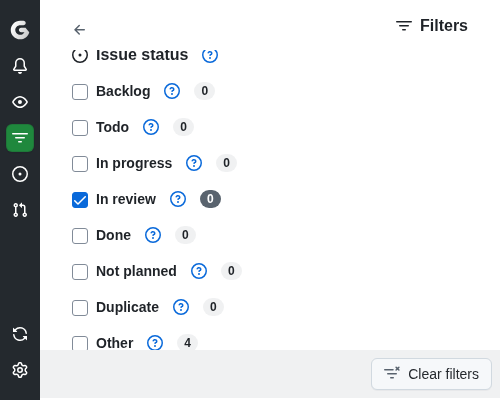 Filters
Issue status
Backlog 0
Todo 0
In progress 0
In review 0
Done 0
Not planned 0
Duplicate 0
Other 4
Clear filters